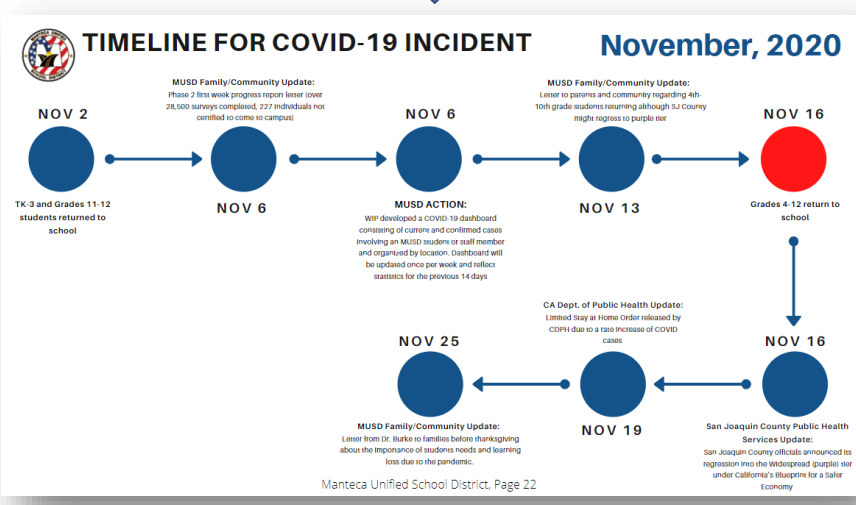 TIMELINE FOR COVID-19 INCIDENT
November, 2020
MANTECA UNIFIED
SCHOOL DISTRICT
NOV 2
TK-3 and Grades 11-12
students returned to
school
MUSD Family/Community Update:
Phase 2 first week progress report letter (over
28,500 surveys completed, 227 individuals not
certified to come to campus)
NOV 6
NOV 6
MUSD ACTION:
WIP developed a COVID-19 dashboard
consisting of current and confirmed cases
involving an MUSD student or staff member
and organized by location. Dashboard will
be updated once per week and reflect
statistics for the previous 14 days
MUSD Family/Community Update:
Letter to parents and community regarding 4th-
10th grade students returning although SJ County
might regress to purple tier
NOV 13
NOV 16
Grades 4-12 return to
school
NOV 16
San Joaquin County Public Health
Services Update:
San Joaquin County officials announced its
regression into the Widespread (purple) tier
under California's Blueprint for a Safer
Economy
CA Dept. of Public Health Update:
Limited Stay at Home Order released by
CDPH due to a rate increase of COVID
cases
NOV 19
NOV 25
MUSD Family/Community Update:
Letter from Dr. Burke to families before thanksgiving
about the importance of students needs and learning
loss due to the pandemic.
Manteca Unified School District, Page 22